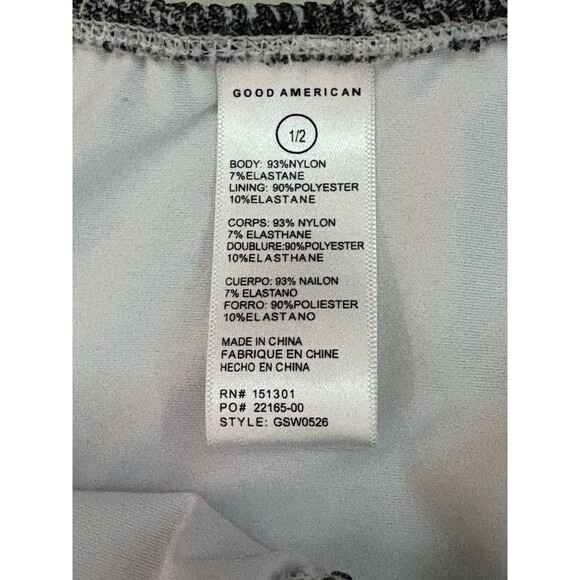 GOOD AMERICAN
1/2
BODY: 93%NYLON
7%ELASTANE
LINING: 90%POLYESTER
10%ELASTANE
CORPS: 93% NYLON
7% ELASTHANE
DOUBLURE:90%POLYESTER
10%ELASTHANE
CUERPO: 93% NAILON
7% ELASTANO
FORRO: 90%POLIESTER
10%ELASTANO
MADE IN CHINA
FABRIQUE EN CHINE
HECHO EN CHINA
RN# 151301
PO# 22165-00
STYLE: GSW0526